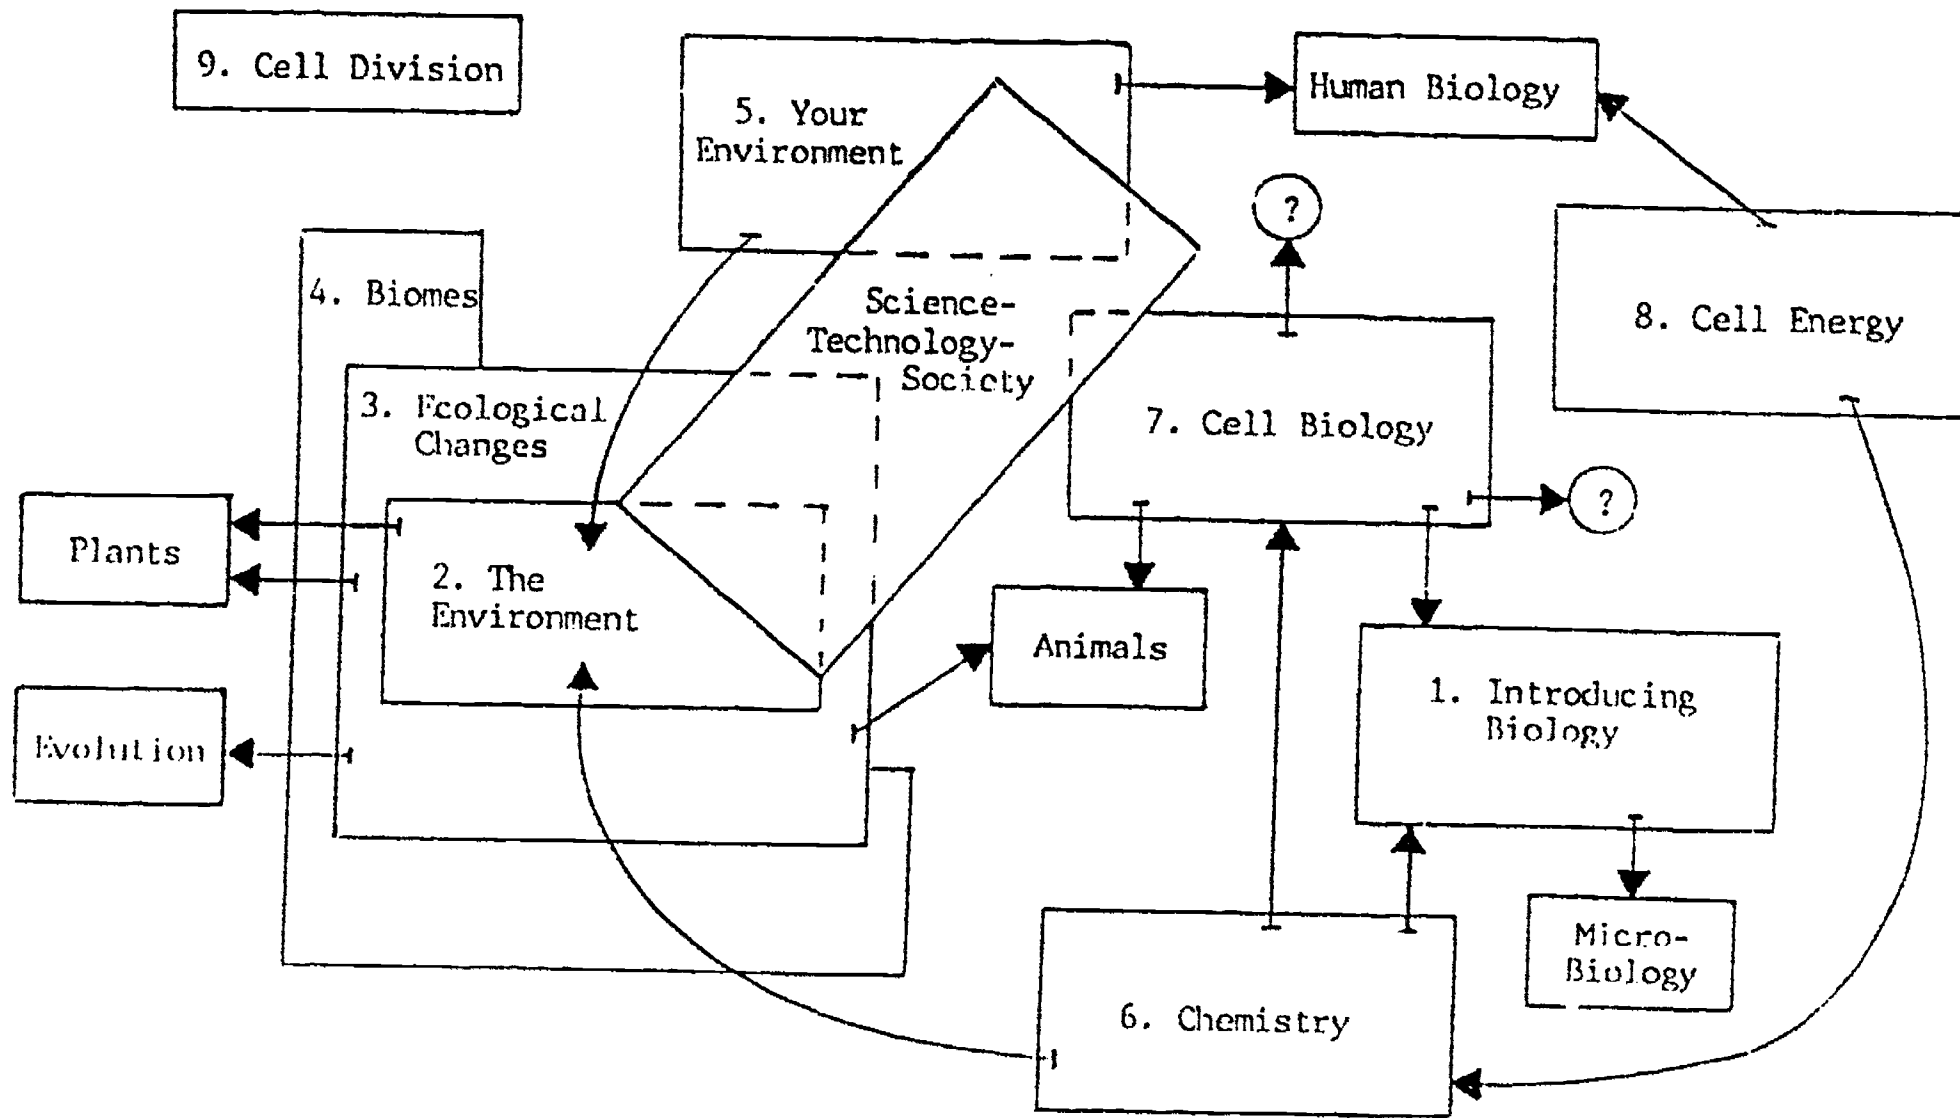 9. Cell Division
5. Your
Environment
Human Biology
?
4. Biomes
8. Cell Energy
Science-
Technology-
Society
3. Ecological
Changes
7. Cell Biology
?
Plants
2. The
Environment
Animals
1. Introducing
Biology
Evolution
Micro-
Biology
6. Chemistry